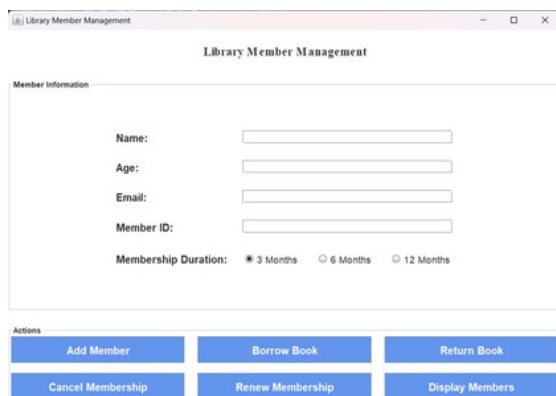 Library Member Management
Library Member Management
Member Information
Name:
Age:
Email:
Member ID:
Membership Duration: 3 Months 6 Months 12 Months
Actions
Add Member Borrow Book Return Book
Cancel Membership Renew Membership Display Members